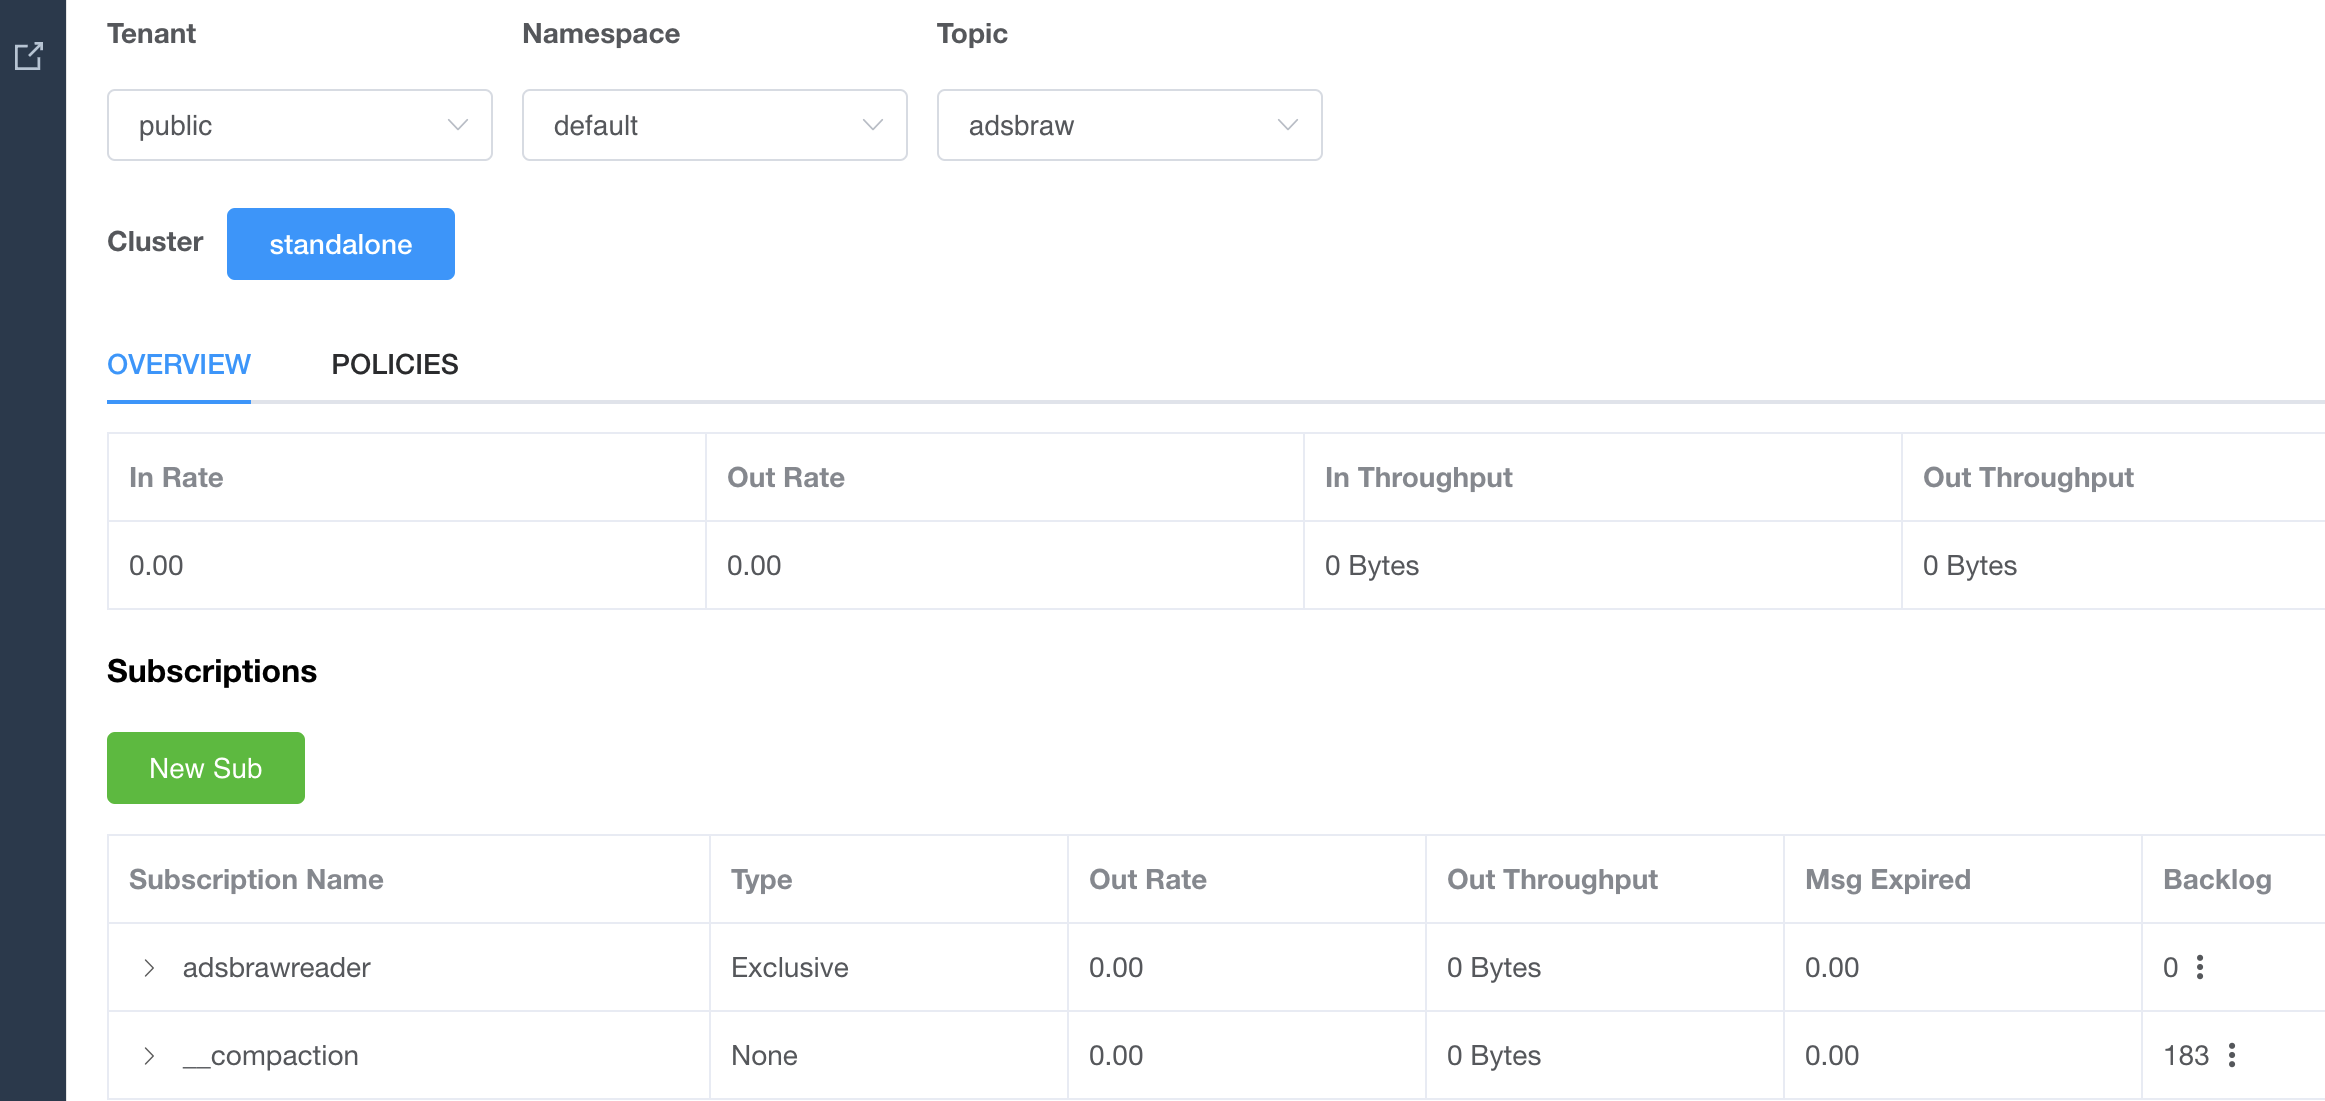 Tenant Namespace Topic
public default adsbraw
Cluster standalone
OVERVIEW POLICIES
In Rate Out Rate In Throughput Out Throughput
0.00 0.00 0 Bytes 0 Bytes
Subscriptions
New Sub
Subscription Name Type Out Rate Out Throughput Msg Expired Backlog
adsbrawreader Exclusive 0.00 0 Bytes 0.00 0
__compaction None 0.00 0 Bytes 0.00 183